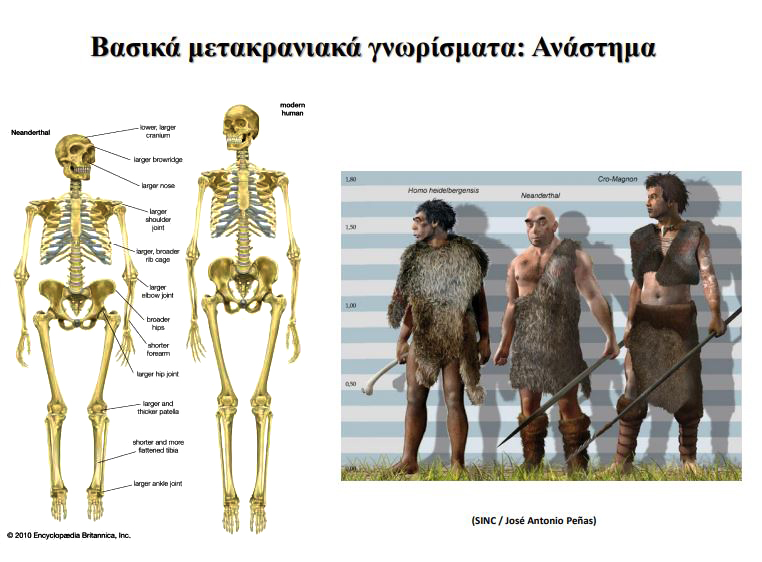 Βασικά μετακρανιακά γνωρίσματα: Ανάστημα
Neanderthal
modern
human
lower, larger
cranium
larger browridge
larger nose
larger
shoulder
joint
larger, broader
rib cage
larger
elbow joint
broader
hips
shorter
forearm
larger hip joint
larger and
thicker patella
shorter and more
flattened tibia
larger ankle joint
© 2010 Encyclopædia Britannica, Inc.
1,80
Homo heidelbergensis
Neanderthal
Cro-Magnon
1,50
1,00
0,50
0,00
(SINC / José Antonio Peñas)